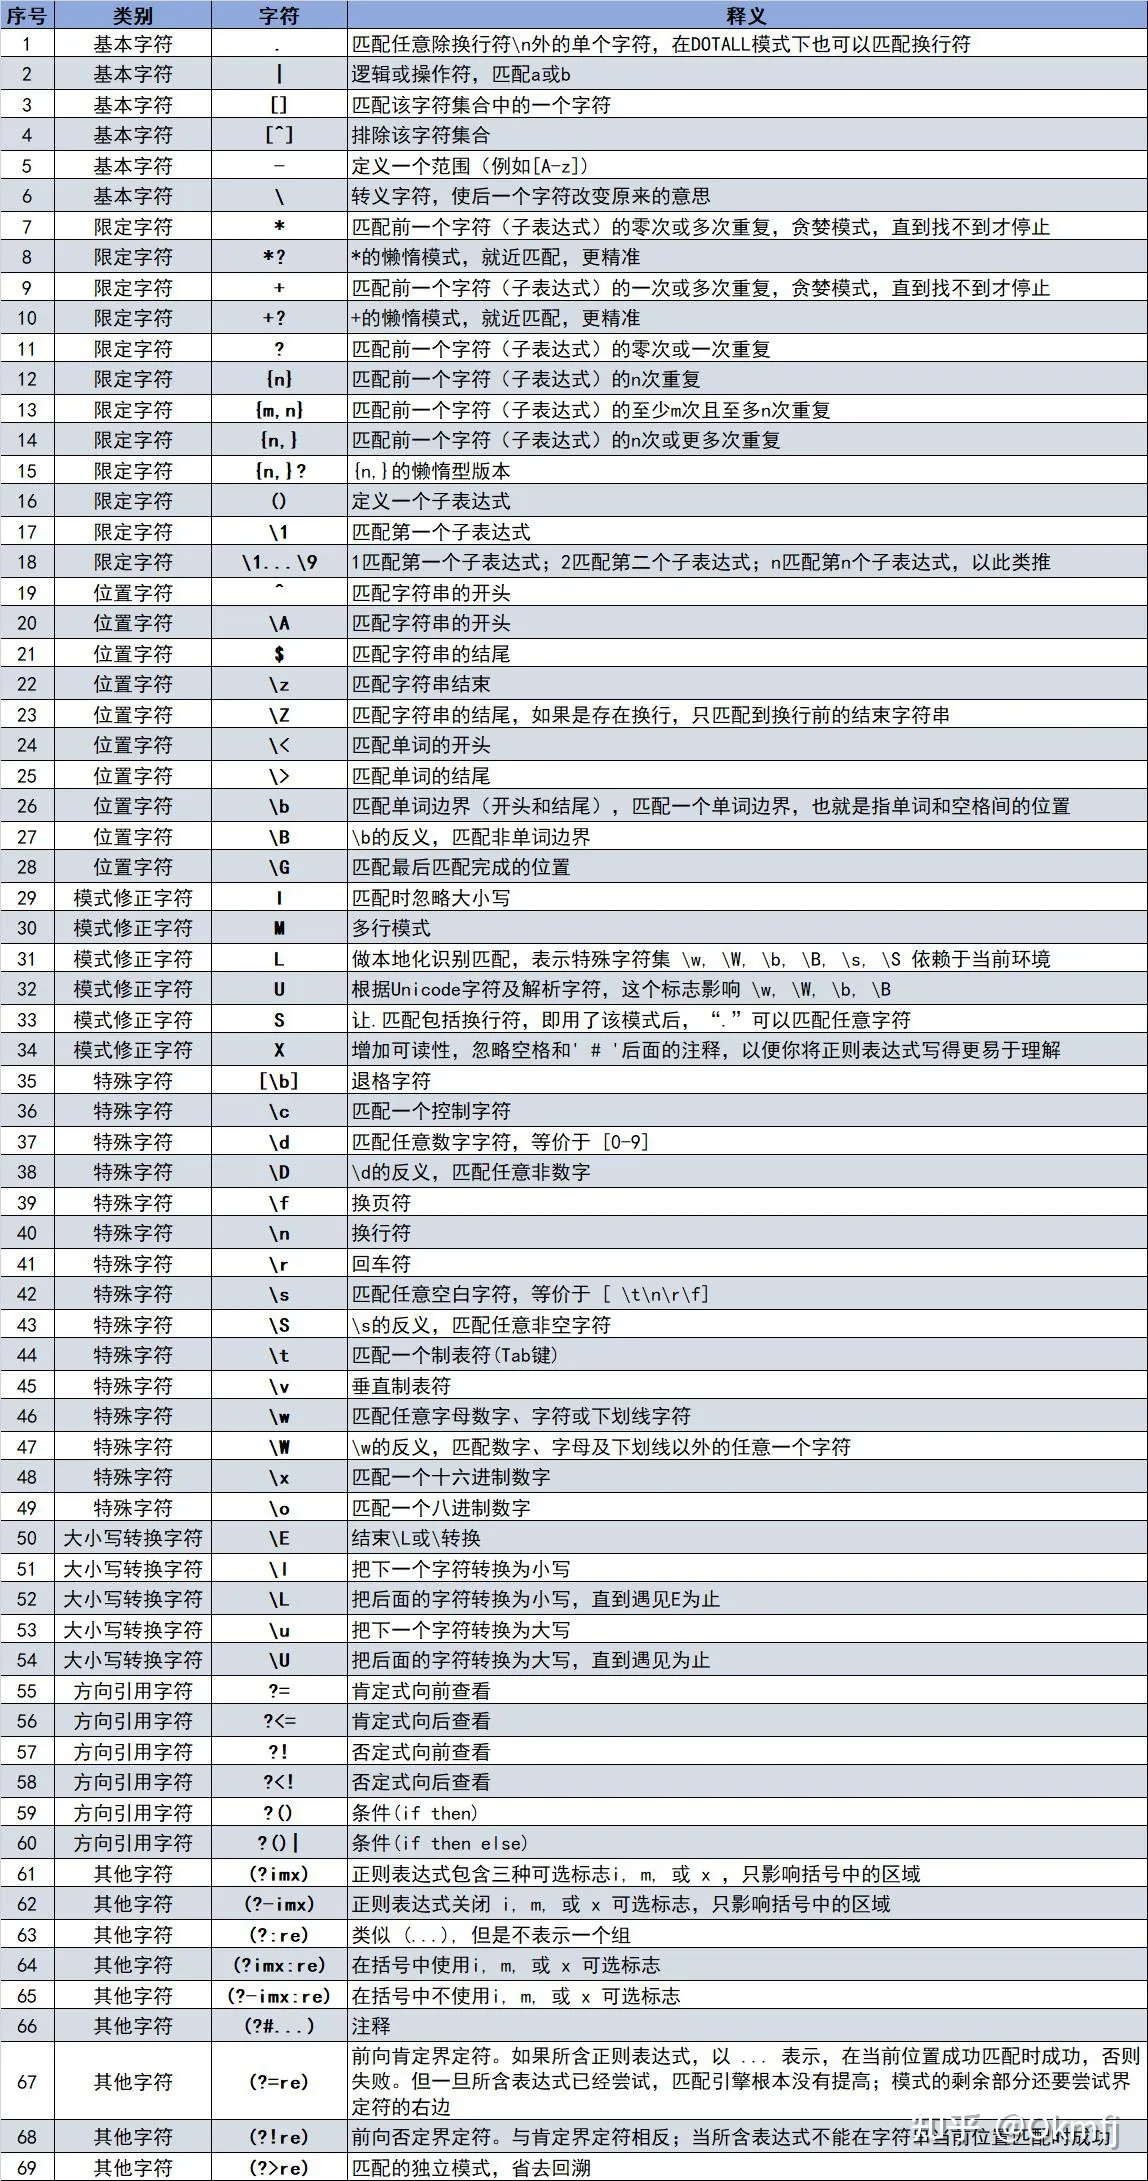 序号 类别 字符 释义
1 基本字符 . 匹配任意除换行符\n外的单个字符，在DOTALL模式下也可以匹配换行符
2 基本字符 | 逻辑或操作符，匹配a或b
3 基本字符 [] 匹配该字符集合中的一个字符
4 基本字符 [^] 排除该字符集合
5 基本字符 - 定义一个范围（例如[A-z]）
6 基本字符 \ 转义字符，使后一个字符改变原来的意思
7 限定字符 * 匹配前一个字符（子表达式）的零次或多次重复，贪婪模式，直到找不到才停止
8 限定字符 *? *的懒惰模式，就近匹配，更精准
9 限定字符 + 匹配前一个字符（子表达式）的一次或多次重复，贪婪模式，直到找不到才停止
10 限定字符 +? +的懒惰模式，就近匹配，更精准
11 限定字符 ? 匹配前一个字符（子表达式）的零次或一次重复
12 限定字符 {n} 匹配前一个字符（子表达式）的n次重复
13 限定字符 {m,n} 匹配前一个字符（子表达式）的至少m次且至多n次重复
14 限定字符 {n,} 匹配前一个字符（子表达式）的n次或更多次重复
15 限定字符 {n,}? {n,}的懒惰型版本
16 限定字符 () 定义一个子表达式
17 限定字符 \1 匹配第一个子表达式
18 限定字符 \1...\9 1匹配第一个子表达式；2匹配第二个子表达式；n匹配第n个子表达式，以此类推
19 位置字符 ^ 匹配字符串的开头
20 位置字符 \A 匹配字符串的开头
21 位置字符 $ 匹配字符串的结尾
22 位置字符 \z 匹配字符串结束
23 位置字符 \Z 匹配字符串的结尾，如果是存在换行，只匹配到换行前的结束字符串
24 位置字符 \< 匹配单词的开头
25 位置字符 \> 匹配单词的结尾
26 位置字符 \b 匹配单词边界（开头和结尾），匹配一个单词边界，也就是指单词和空格间的位置
27 位置字符 \B \b的反义，匹配非单词边界
28 位置字符 \G 匹配最后匹配完成的位置
29 模式修正字符 I 匹配时忽略大小写
30 模式修正字符 M 多行模式
31 模式修正字符 L 做本地化识别匹配，表示特殊字符集 \w, \W, \b, \B, \s, \S 依赖于当前环境
32 模式修正字符 U 根据Unicode字符及解析字符，这个标志影响 \w, \W, \b, \B
33 模式修正字符 S 让.匹配包括换行符，即用了该模式后，“.”可以匹配任意字符
34 模式修正字符 X 增加可读性，忽略空格和' # '后面的注释，以便你将正则表达式写得更易于理解
35 特殊字符 [\b] 退格字符
36 特殊字符 \c 匹配一个控制字符
37 特殊字符 \d 匹配任意数字字符，等价于 [0-9]
38 特殊字符 \D \d的反义，匹配任意非数字
39 特殊字符 \f 换页符
40 特殊字符 \n 换行符
41 特殊字符 \r 回车符
42 特殊字符 \s 匹配任意空白字符，等价于 [ \t\n\r\f]
43 特殊字符 \S \s的反义，匹配任意非空字符
44 特殊字符 \t 匹配一个制表符(Tab键)
45 特殊字符 \v 垂直制表符
46 特殊字符 \w 匹配任意字母数字、字符或下划线字符
47 特殊字符 \W \w的反义，匹配数字、字母及下划线以外的任意一个字符
48 特殊字符 \x 匹配一个十六进制数字
49 特殊字符 \o 匹配一个八进制数字
50 大小写转换字符 \E 结束\L或\转换
51 大小写转换字符 \l 把下一个字符转换为小写
52 大小写转换字符 \L 把后面的字符转换为小写，直到遇见E为止
53 大小写转换字符 \u 把下一个字符转换为大写
54 大小写转换字符 \U 把后面的字符转换为大写，直到遇见为止
55 方向引用字符 ?= 肯定式向前查看
56 方向引用字符 ?<= 肯定式向后查看
57 方向引用字符 ?! 否定式向前查看
58 方向引用字符 ?<! 否定式向后查看
59 方向引用字符 ?() 条件(if then)
60 方向引用字符 ?()| 条件(if then else)
61 其他字符 (?imx) 正则表达式包含三种可选标志i, m, 或 x ，只影响括号中的区域
62 其他字符 (?-imx) 正则表达式关闭 i, m, 或 x 可选标志，只影响括号中的区域
63 其他字符 (?:re) 类似 (...), 但是不表示一个组
64 其他字符 (?imx:re) 在括号中使用i, m, 或 x 可选标志
65 其他字符 (?-imx:re) 在括号中不使用i, m, 或 x 可选标志
66 其他字符 (?#...) 注释
67 其他字符 (?=re) 前向肯定界定符。如果所含正则表达式，以 ... 表示，在当前位置成功匹配时成功，否则
失败。但一旦所含表达式已经尝试，匹配引擎根本没有提高；模式的剩余部分还要尝试界
定符的右边
68 其他字符 (?!re) 前向否定界定符。与肯定界定符相反；当所含表达式不能在字符串当前位置匹配时成功
知乎 @Qkmfj
69 其他字符 (?>re) 匹配的独立模式，省去回溯